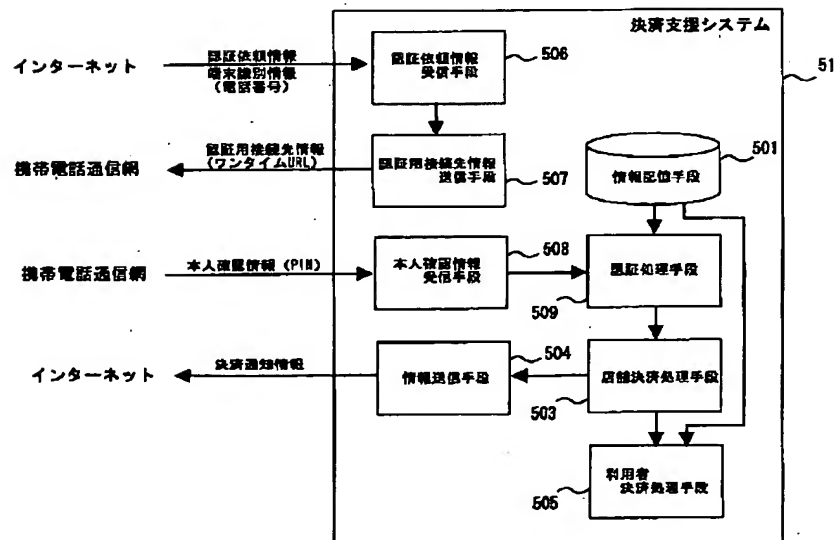 決済支援システム
51
インターネット
認証依頼情報
端末識別情報
(電話番号)
認証依頼情報
受信手段
506
携帯電話通信網
認証用接続先情報
(ワンタイムURL)
認証用接続先情報
送信手段
507
情報記憶手段
501
携帯電話通信網
本人確認情報 (PIN)
本人確認情報
受信手段
508
認証処理手段
509
インターネット
決済通知情報
情報送信手段
504
店舗決済処理手段
503
利用者
決済処理手段
505